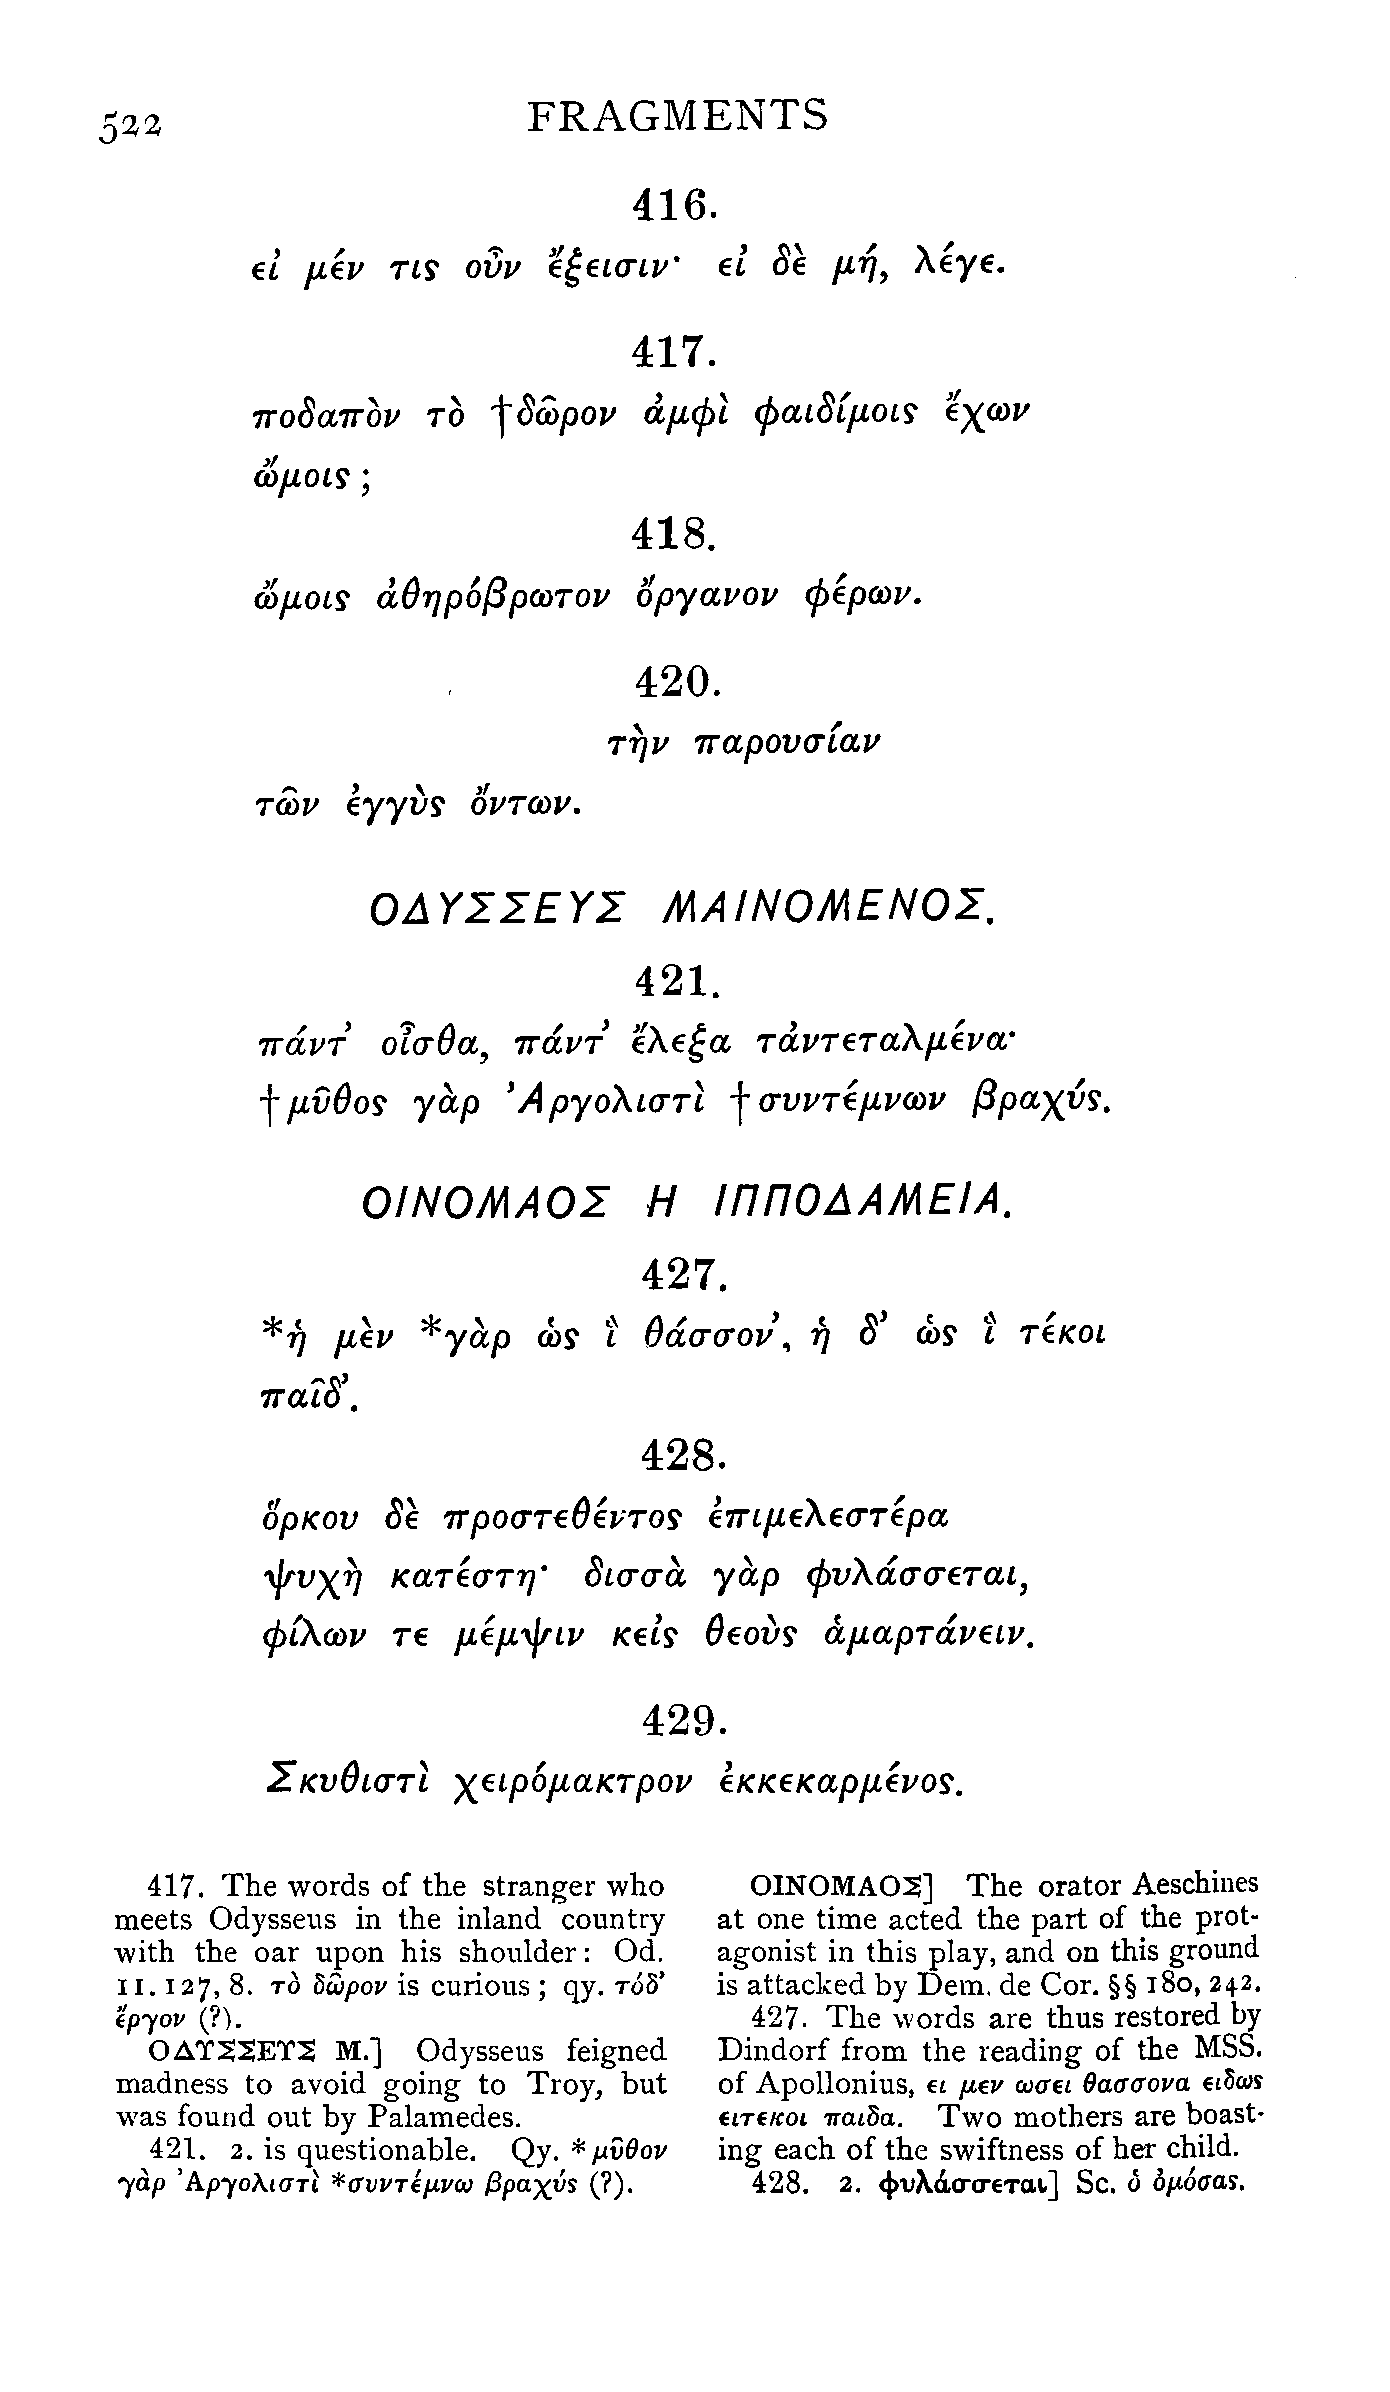 522
FRAGMENTS
416.
εἰ μέν τις οὖν ἔξεισιν· εἰ δὲ μή, λέγε.
417.
ποδαπὸν τὸ †δῶρον ἀμφὶ φαιδίμοις ἔχων
ὤμοις ;
418.
ὤμοις ἀθηρόβρωτον ὄργανον φέρων.
420.
τὴν παρουσίαν
τῶν ἐγγὺς ὄντων.
ΟΔΥΣΣΕΥΣ ΜΑΙΝΟΜΕΝΟΣ.
421.
πάντ’ οἶσθα, πάντ’ ἔλεξα τἀντεταλμένα·
†μῦθος γὰρ Ἀργολιστὶ †συντέμνων βραχύς.
ΟΙΝΟΜΑΟΣ Η ΙΠΠΟΔΑΜΕΙΑ.
427.
*ἡ μὲν *γὰρ ὡς ἳ θάσσον’, ἡ δ’ ὡς ἳ τέκοι
παῖδ’.
428.
ὅρκου δὲ προστεθέντος ἐπιμελεστέρα
ψυχὴ κατέστη· δισσὰ γὰρ φυλάσσεται,
φίλων τε μέμψιν κεἰς θεοὺς ἁμαρτάνειν.
429.
Σκυθιστὶ χειρόμακτρον ἐκκεκαρμένος.
417. The words of the stranger who
meets Odysseus in the inland country
with the oar upon his shoulder: Od.
11. 127, 8. τὸ δῶρον is curious; qy. τόδ’
ἔργον (?).
ΟΔΥΣΣΕΥΣ Μ.] Odysseus feigned
madness to avoid going to Troy, but
was found out by Palamedes.
421. 2. is questionable. Qy. *μῦθον
γὰρ Ἀργολιστὶ *συντέμνω βραχύς (?).
ΟΙΝΟΜΑΟΣ] The orator Aeschines
at one time acted the part of the prot-
agonist in this play, and on this ground
is attacked by Dem. de Cor. §§ 180, 242.
427. The words are thus restored by
Dindorf from the reading of the MSS.
of Apollonius, ει μεν ωσει θασσονα ειδως
ειτεκοι παιδα. Two mothers are boast-
ing each of the swiftness of her child.
428. 2. φυλάσσεται] Sc. ὁ ὀμόσας.